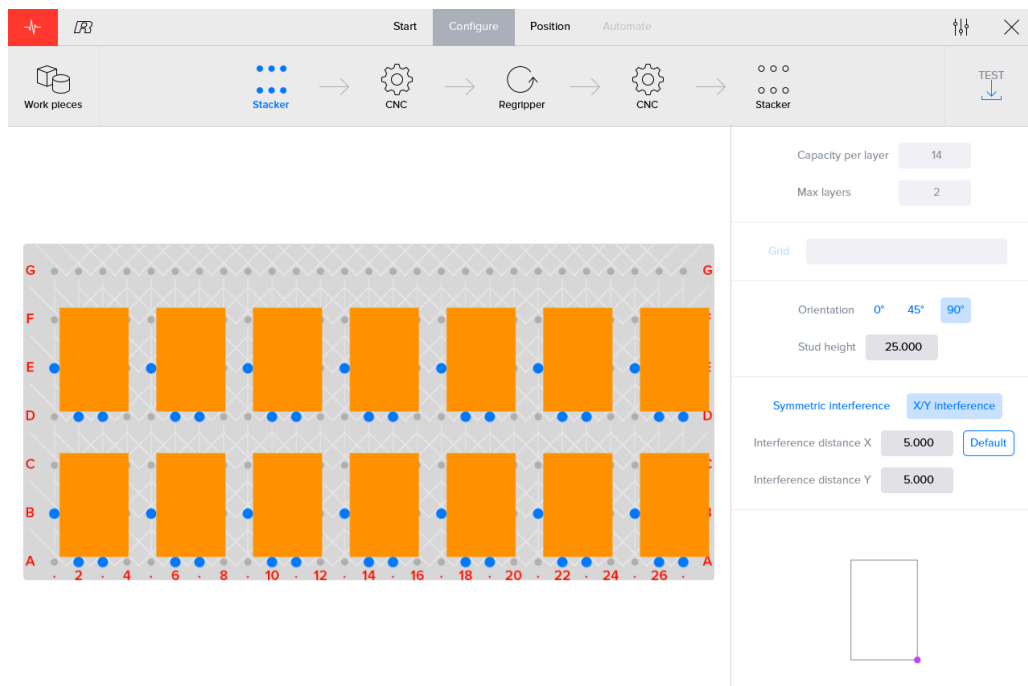 R
Start Configure Position Automate
Work pieces Stacker CNC Regripper CNC Stacker TEST
Capacity per layer 14
Max layers 2
Grid
Orientation 0° 45° 90°
Stud height 25.000
Symmetric interference X/Y interference
Interference distance X 5.000 Default
Interference distance Y 5.000
G G
F
E
D D
C
B
A A
2 4 6 8 10 12 14 16 18 20 22 24 26